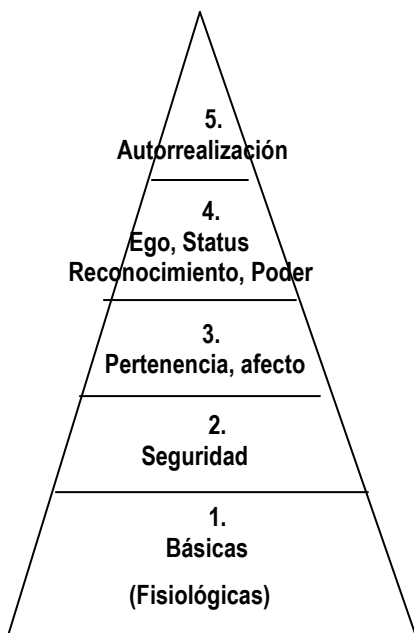 5.
Autorrealización
4.
Ego, Status
Reconocimiento, Poder
3.
Pertenencia, afecto
2.
Seguridad
1.
Básicas
(Fisiológicas)